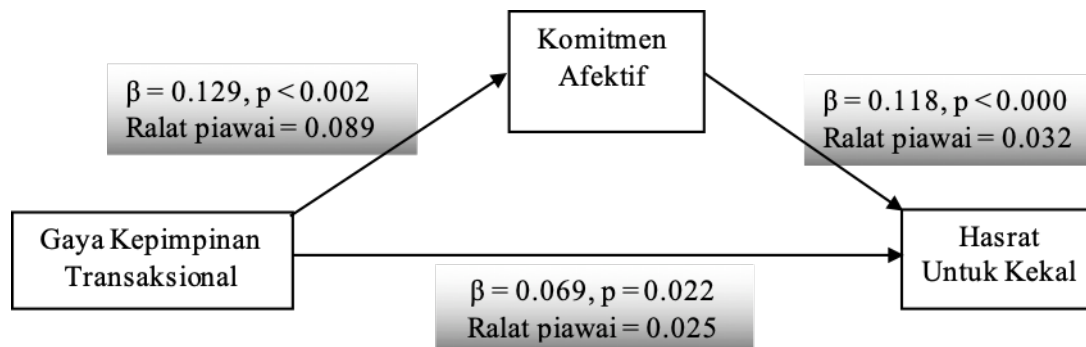 Komitmen
Afektif
β = 0.129, p < 0.002
Ralat piawai = 0.089
β = 0.118, p < 0.000
Ralat piawai = 0.032
Gaya Kepimpinan
Transaksional
Hasrat
Untuk Kekal
β = 0.069, p = 0.022
Ralat piawai = 0.025